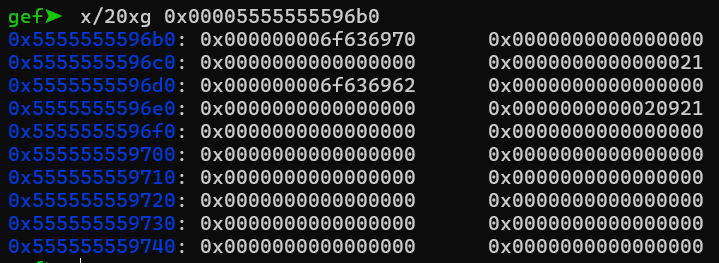 gef➤  x/20xg 0x00005555555596b0
0x5555555596b0: 0x000000006f636970 0x0000000000000000
0x5555555596c0: 0x0000000000000000 0x0000000000000021
0x5555555596d0: 0x000000006f636962 0x0000000000000000
0x5555555596e0: 0x0000000000000000 0x0000000000020921
0x5555555596f0: 0x0000000000000000 0x0000000000000000
0x555555559700: 0x0000000000000000 0x0000000000000000
0x555555559710: 0x0000000000000000 0x0000000000000000
0x555555559720: 0x0000000000000000 0x0000000000000000
0x555555559730: 0x0000000000000000 0x0000000000000000
0x555555559740: 0x0000000000000000 0x0000000000000000